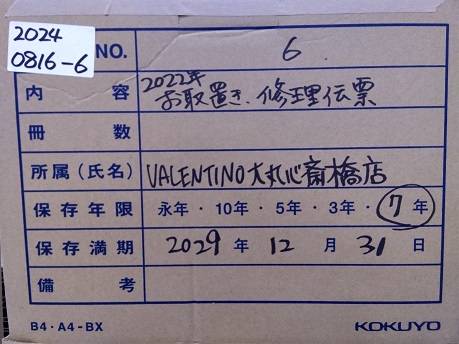 2024
0816-6
NO. 6
内容 2022年
お取置き、修理伝票
冊数
所属(氏名) VALENTINO大丸心斎橋店
保存年限 永年・10年・5年・3年・7年
保存満期 2029年12月31日
備考
B4・A4-BX KOKUYO